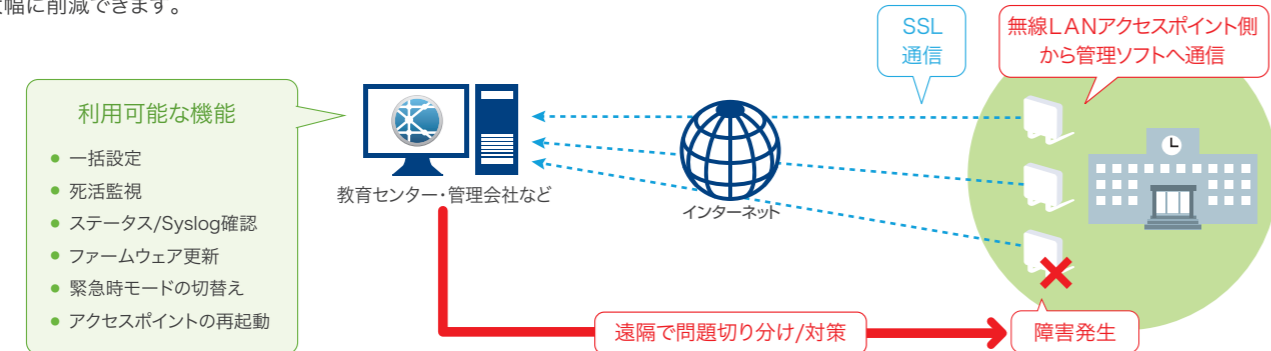 幅に削減できます。
SSL
通信
無線LANアクセスポイント側
から管理ソフトへ通信
利用可能な機能
● 一括設定
● 死活監視
● ステータス/Syslog確認
● ファームウェア更新
● 緊急時モードの切替え
● アクセスポイントの再起動
教育センター・管理会社など
インターネット
遠隔で問題切り分け/対策
障害発生